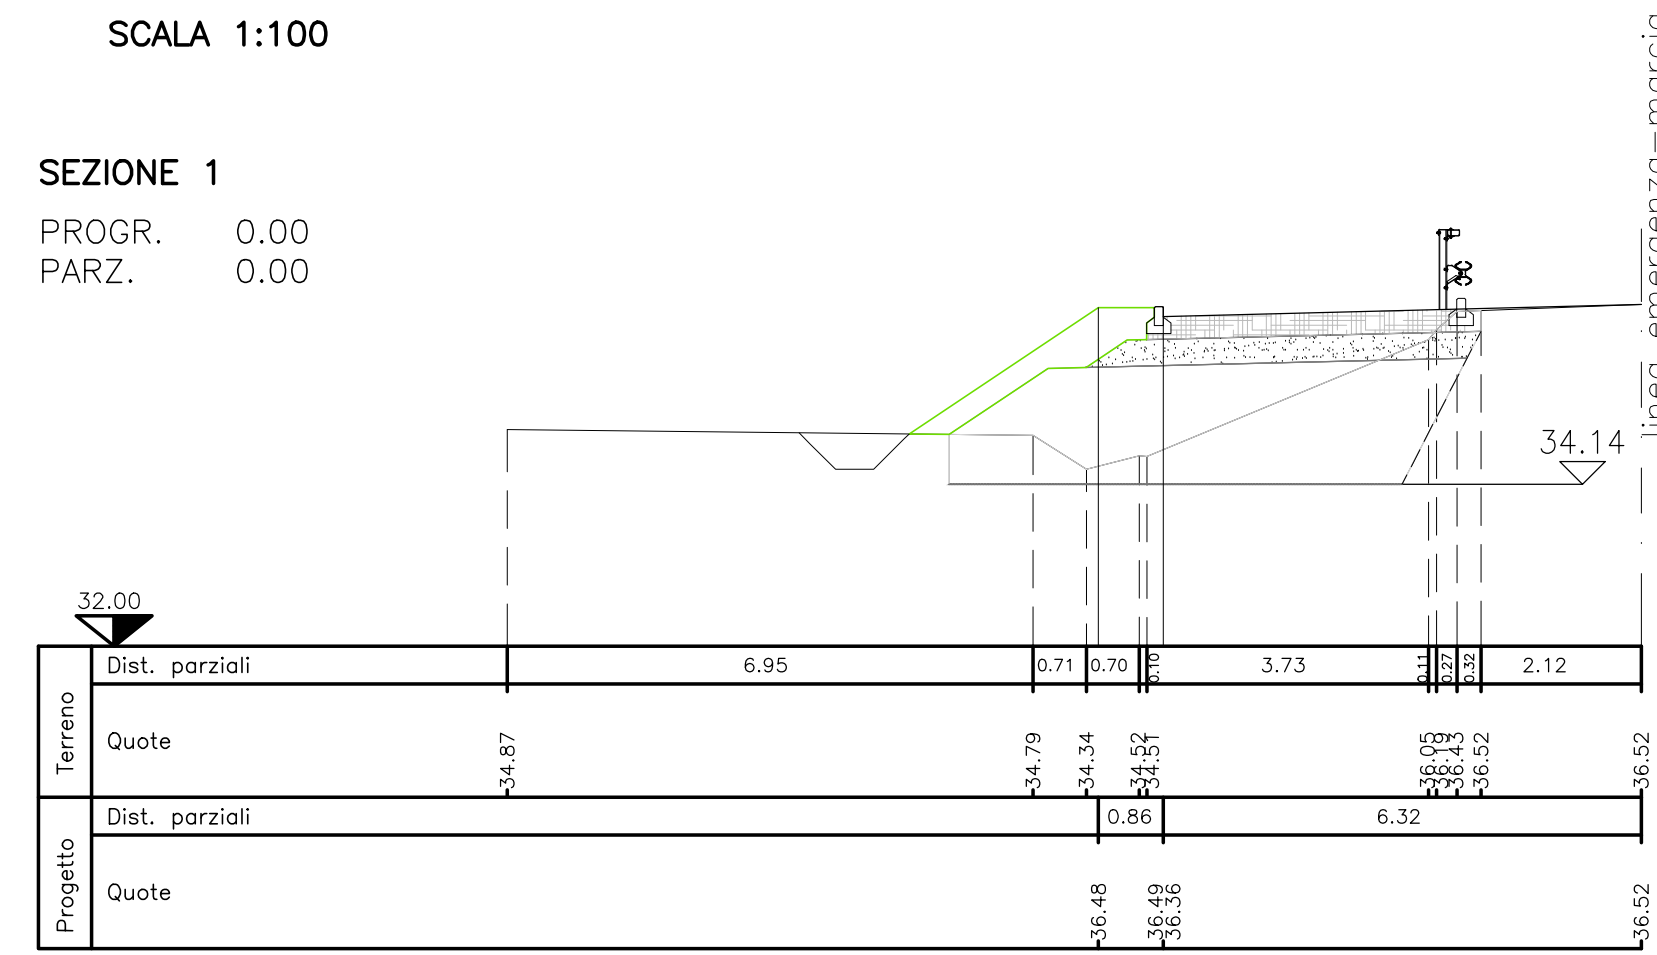 SCALA 1:100
SEZIONE 1
PROGR. 0.00
PARZ. 0.00
linea emergenza-marcia
34.14
32.00
Terreno
Dist. parziali 6.95 0.71 0.70 0.10 3.73 0.11 0.27 0.32 2.12
Quote 34.87 34.79 34.34 34.52 34.51 36.05 36.19 36.43 36.52 36.52
Progetto
Dist. parziali 0.86 6.32
Quote 36.48 36.49 36.36 36.52